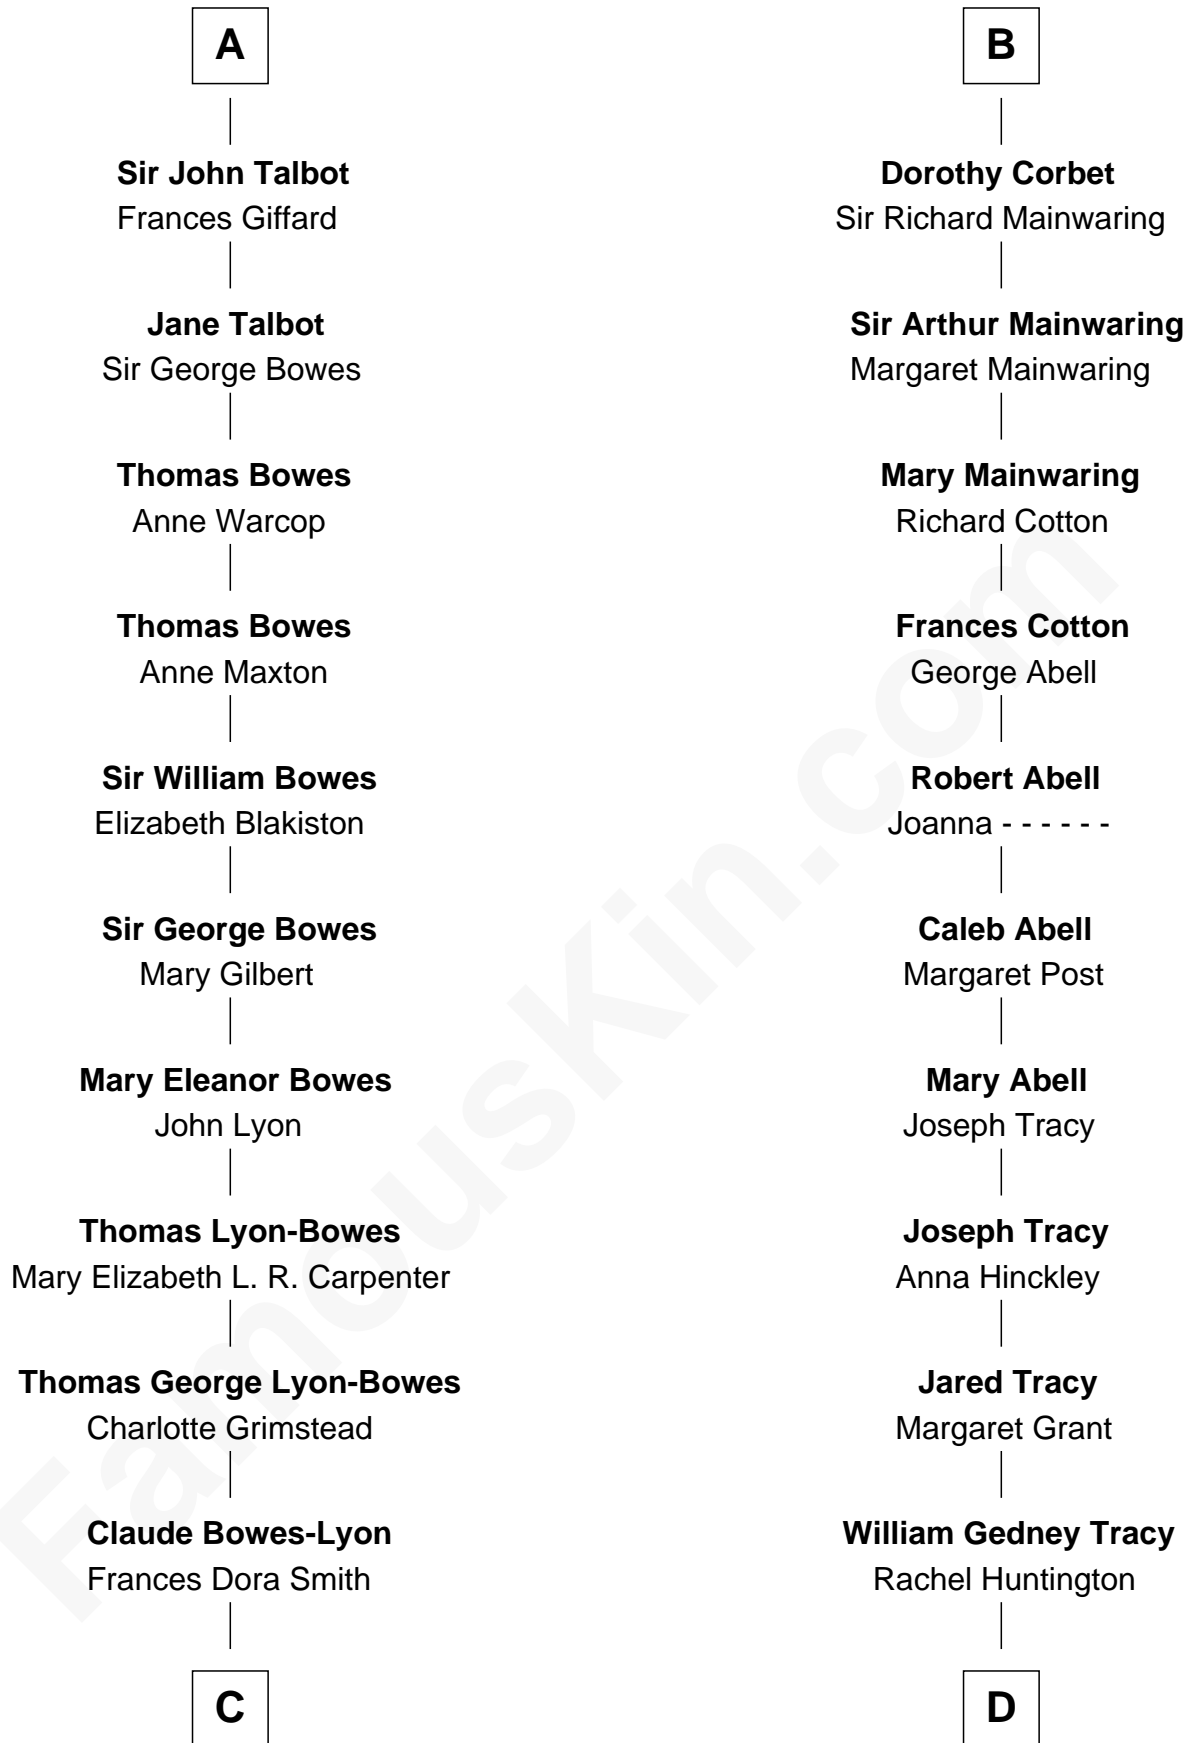 A
Sir John Talbot
Frances Giffard
Jane Talbot
Sir George Bowes
Thomas Bowes
Anne Warcop
Thomas Bowes
Anne Maxton
Sir William Bowes
Elizabeth Blakiston
Sir George Bowes
Mary Gilbert
Mary Eleanor Bowes
John Lyon
Thomas Lyon-Bowes
Mary Elizabeth L. R. Carpenter
Thomas George Lyon-Bowes
Charlotte Grimstead
Claude Bowes-Lyon
Frances Dora Smith
C
B
Dorothy Corbet
Sir Richard Mainwaring
Sir Arthur Mainwaring
Margaret Mainwaring
Mary Mainwaring
Richard Cotton
Frances Cotton
George Abell
Robert Abell
Joanna - - - - - -
Caleb Abell
Margaret Post
Mary Abell
Joseph Tracy
Joseph Tracy
Anna Hinckley
Jared Tracy
Margaret Grant
William Gedney Tracy
Rachel Huntington
D
FamousKin.com